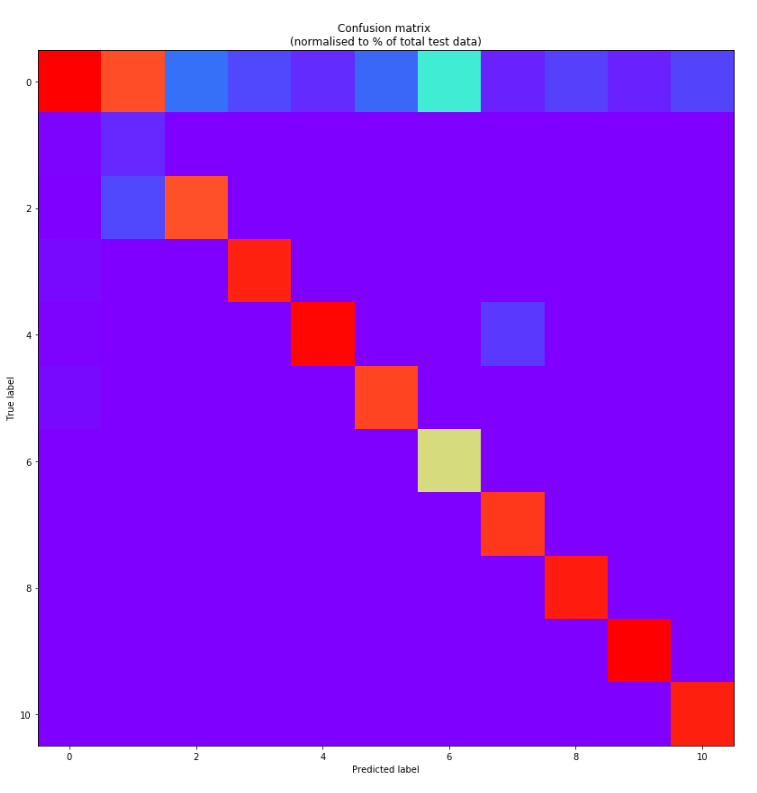 Confusion matrix
(normalised to % of total test data)
0
2
4
6
8
10
True label
0 2 4 6 8 10
Predicted label